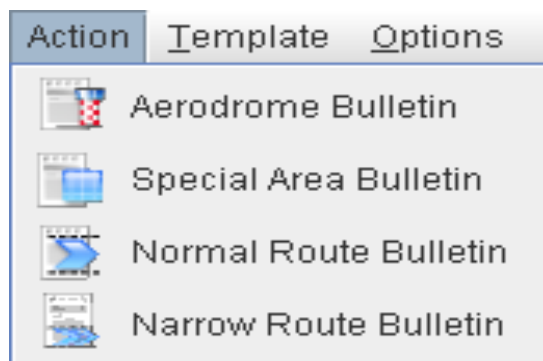 Action Template Options
Aerodrome Bulletin
Special Area Bulletin
Normal Route Bulletin
Narrow Route Bulletin